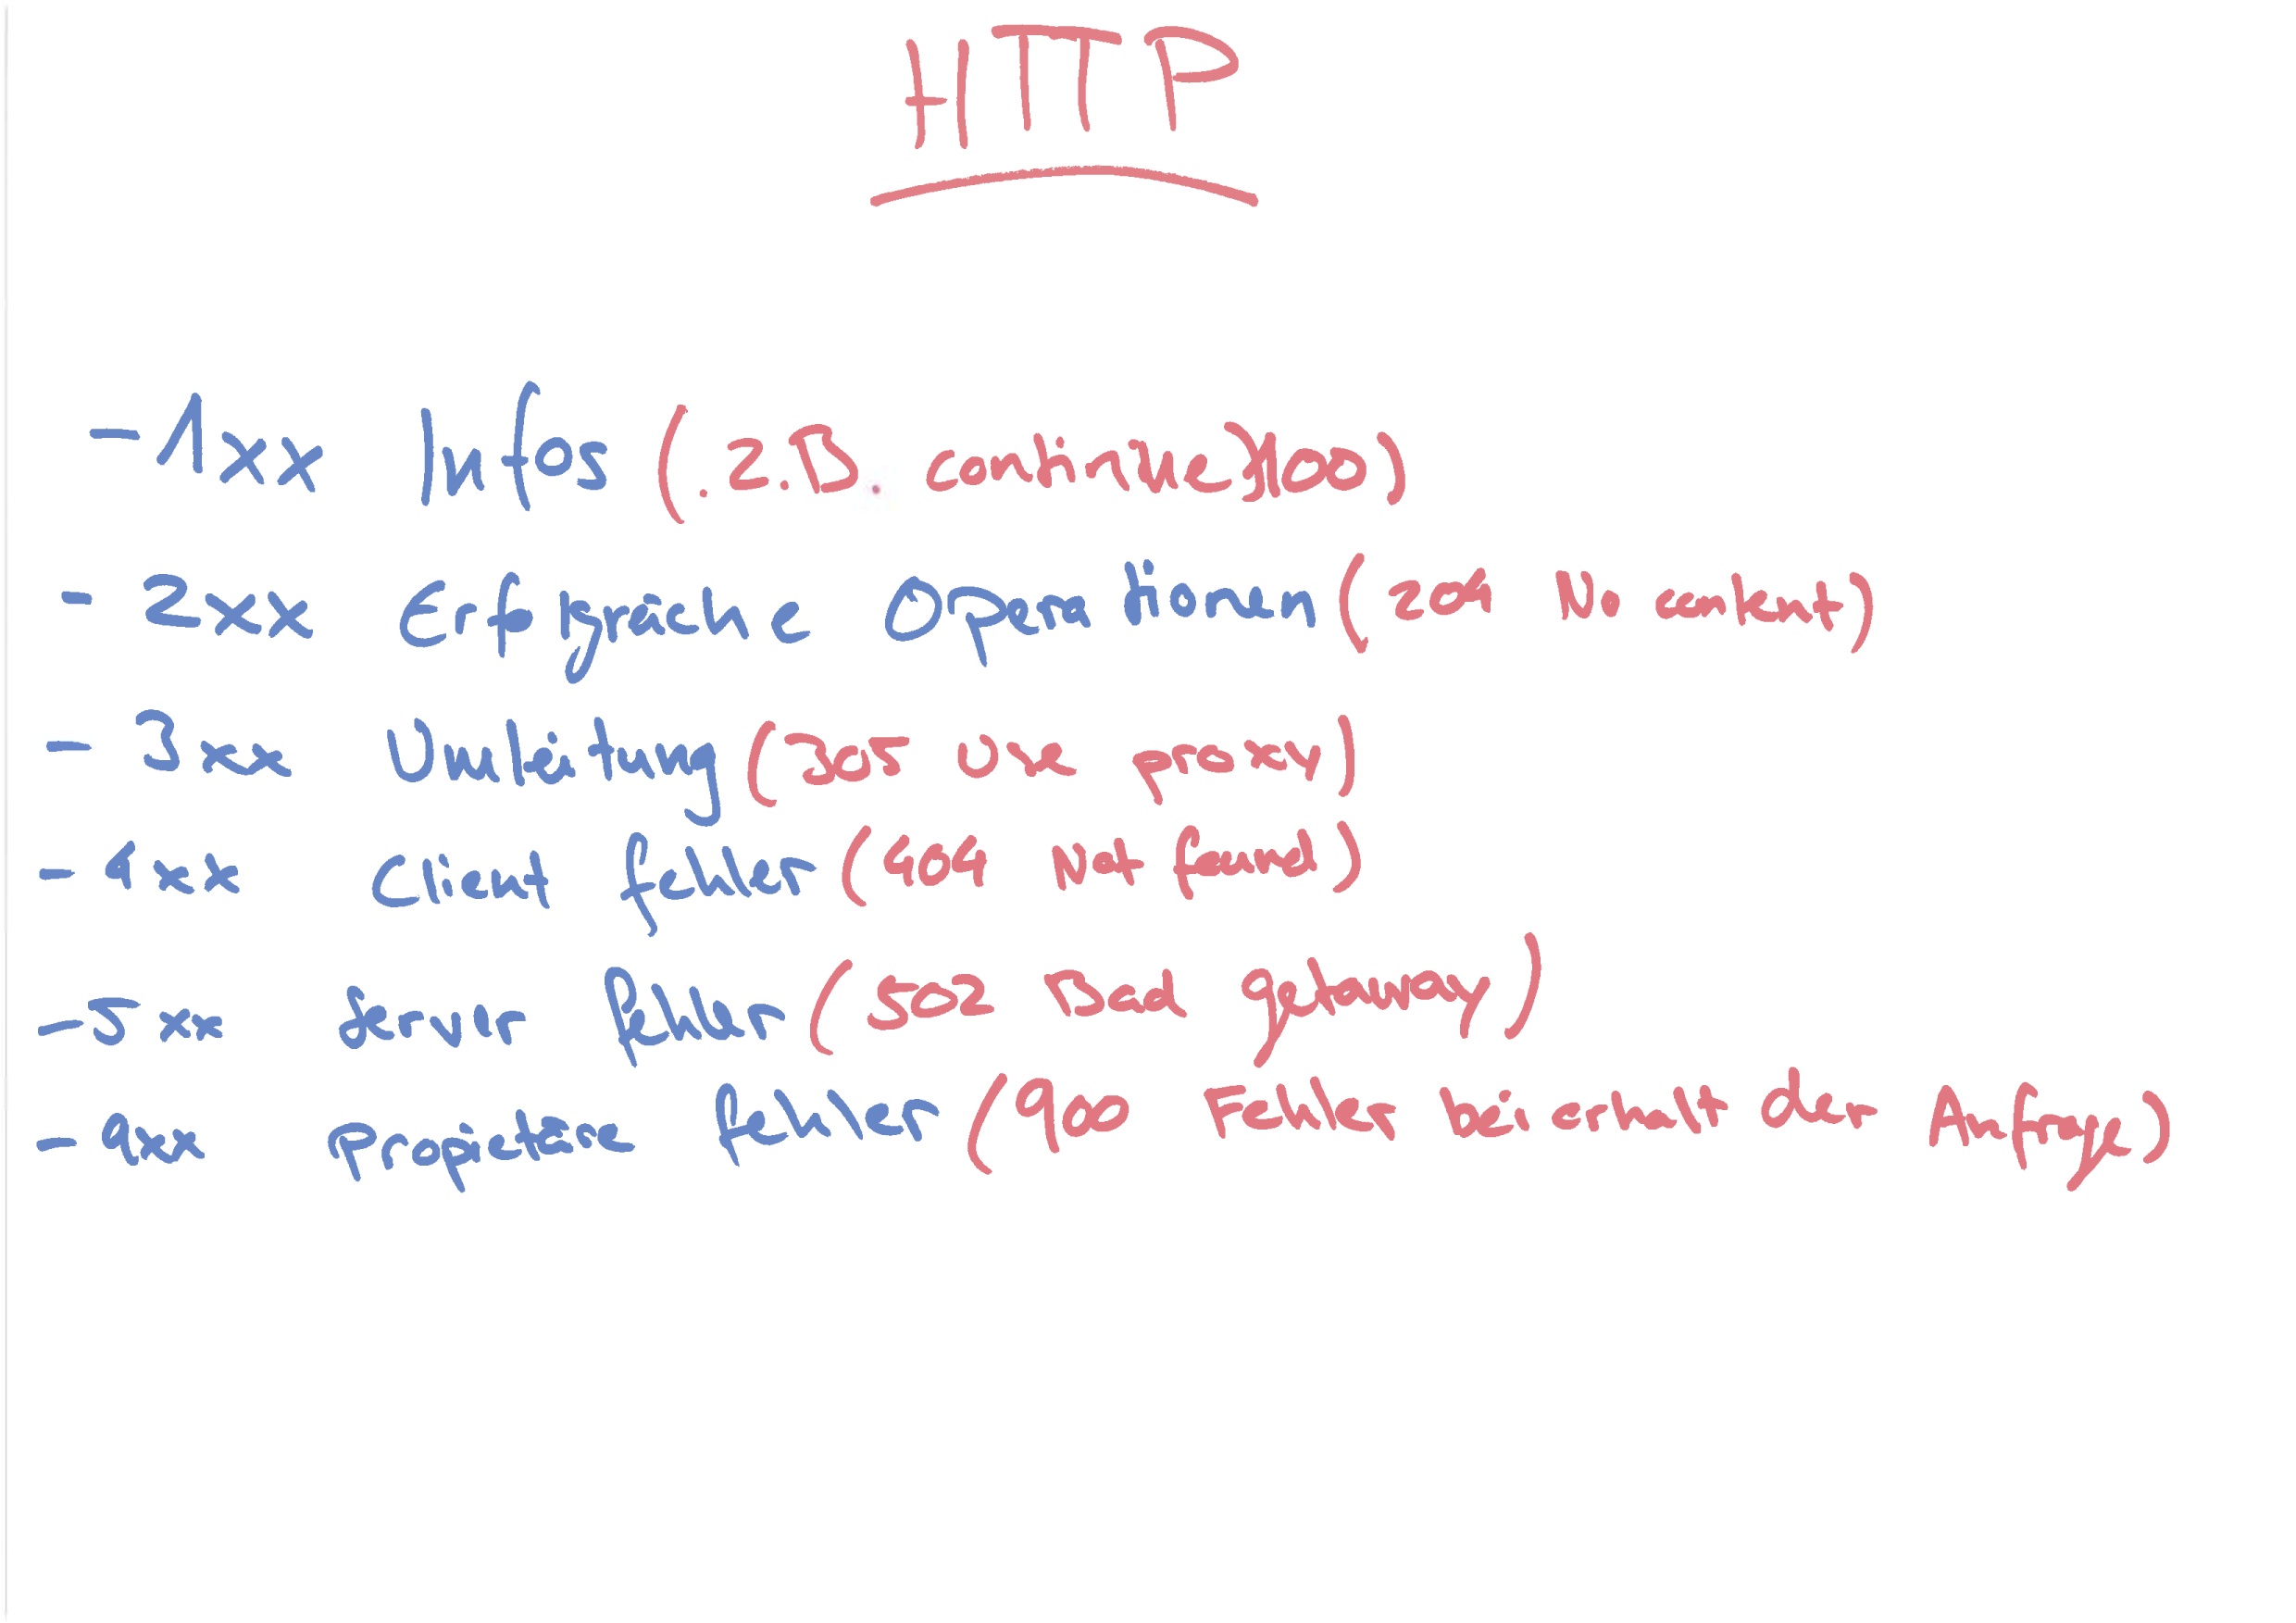 HTTP
- 1xx Infos (. z.B. continue)100)
- 2xx Erfolgreiche Operationen (204 No content)
- 3xx Umleitung (305 Use proxy)
- 4xx Client fehler (404 Not found)
- 5xx Server fehler (502 Bad getaway)
- 9xx Propietäre fehler (900 Fehler bei erhalt der Anfrage)